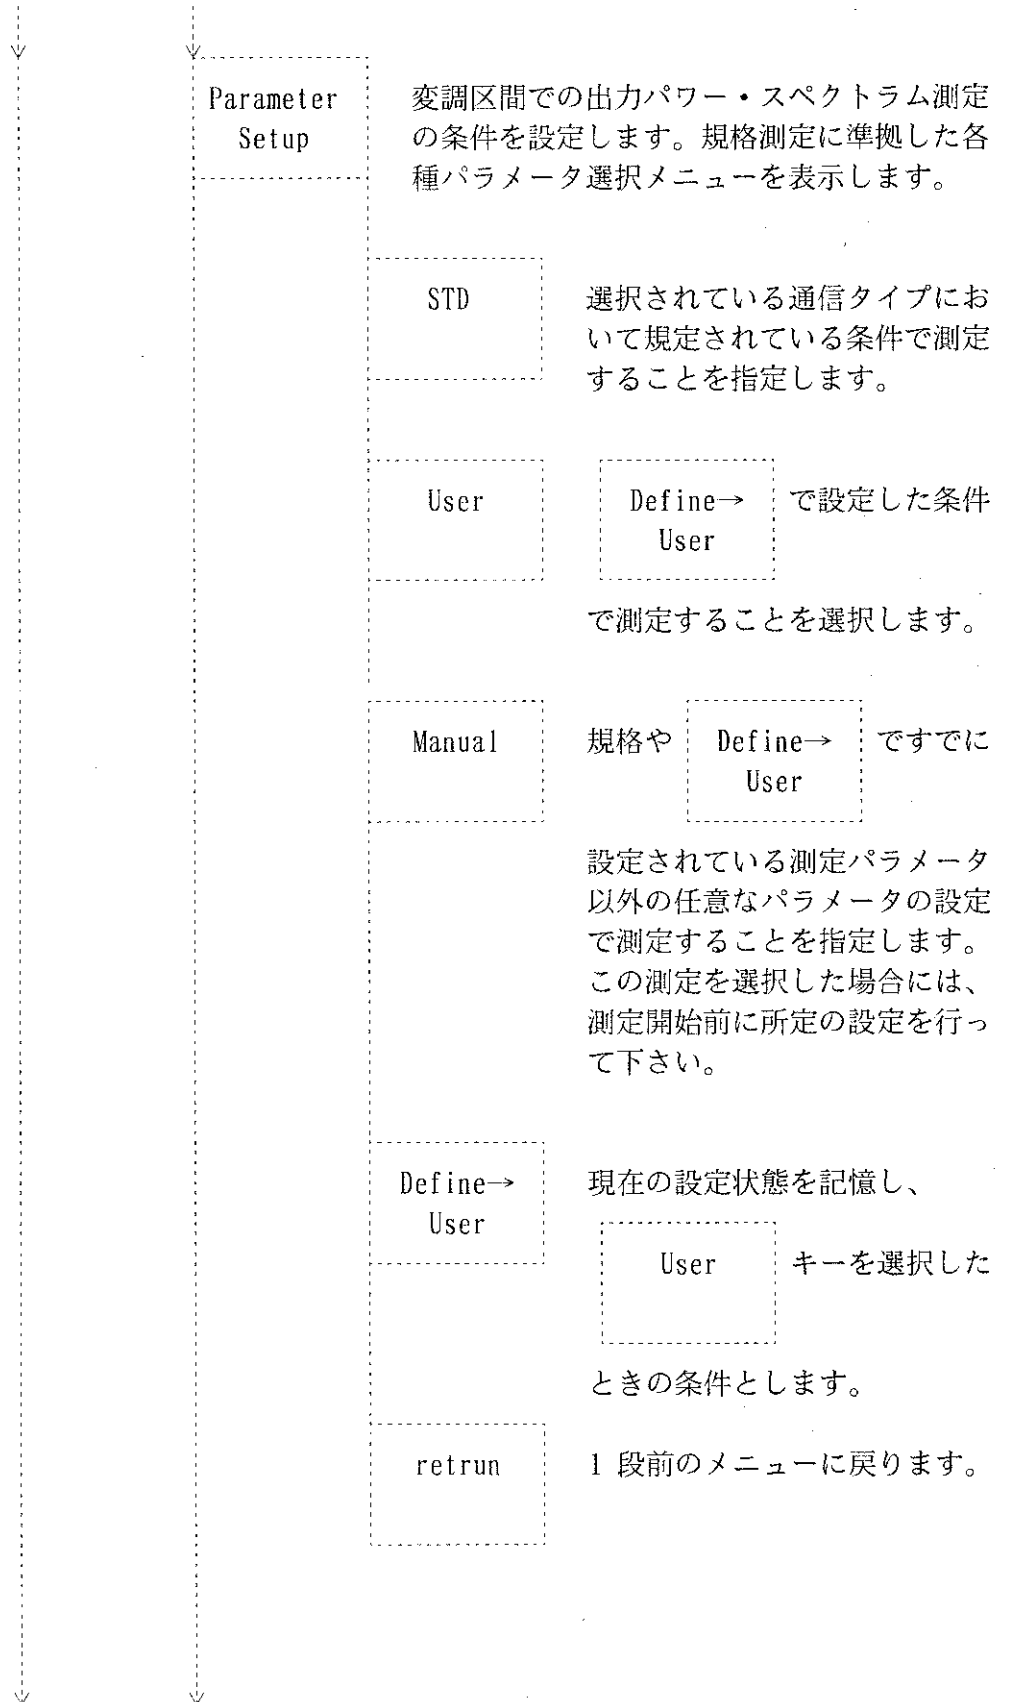 Parameter
Setup
変調区間での出力パワー・スペクトラム測定
の条件を設定します。規格測定に準拠した各
種パラメータ選択メニューを表示します。
STD
選択されている通信タイプにお
いて規定されている条件で測定
することを指定します。
User
Define→
User
で設定した条件
で測定することを選択します。
Manual
規格や
Define→
User
ですでに
設定されている測定パラメータ
以外の任意なパラメータの設定
で測定することを指定します。
この測定を選択した場合には、
測定開始前に所定の設定を行っ
て下さい。
Define→
User
現在の設定状態を記憶し、
User
キーを選択した
ときの条件とします。
retrun
1 段前のメニューに戻ります。